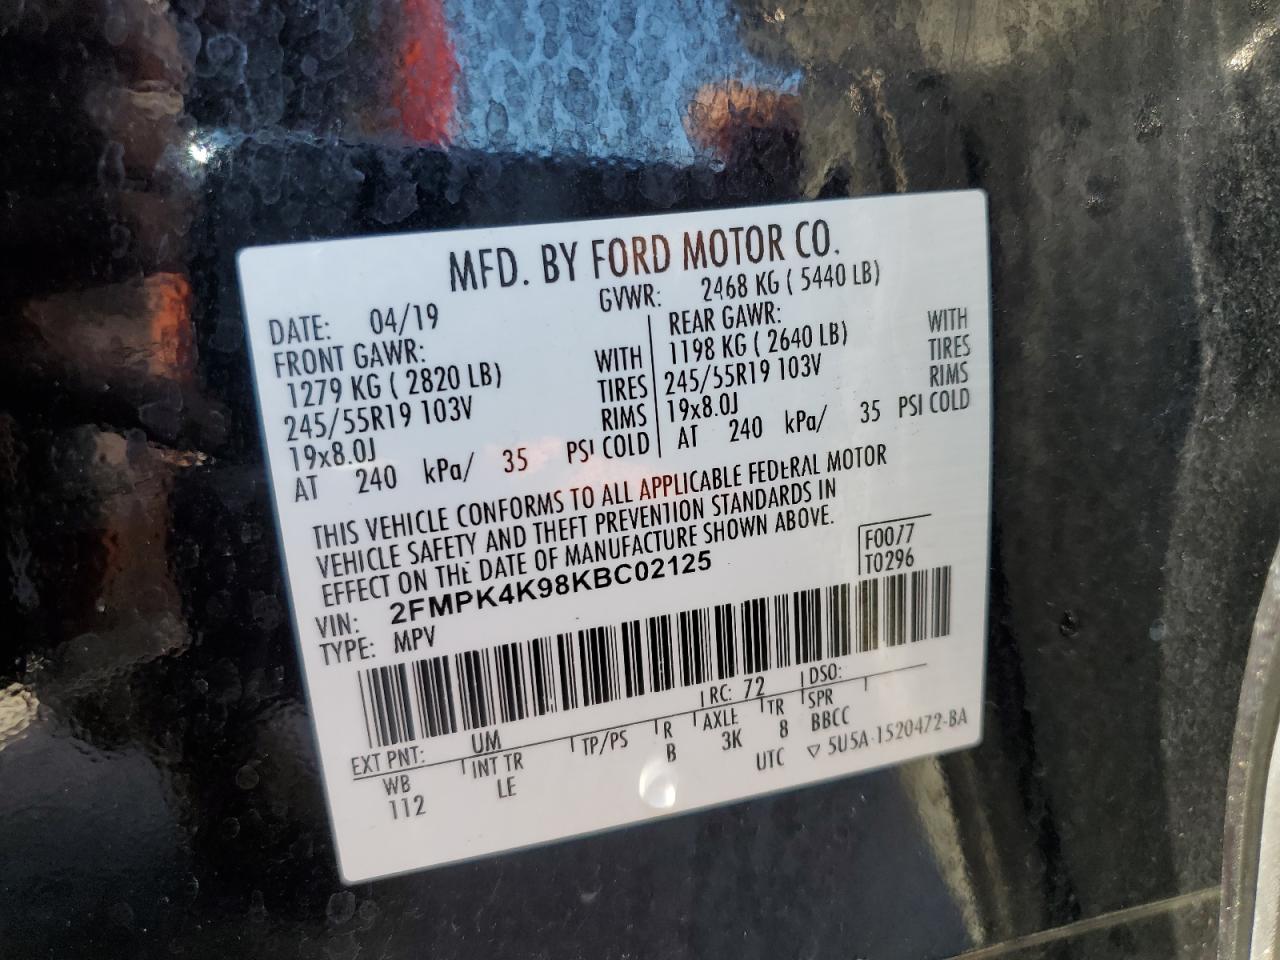 MFD. BY FORD MOTOR CO.
DATE: 04/19 GVWR: 2468 KG ( 5440 LB)
FRONT GAWR: REAR GAWR:
1279 KG ( 2820 LB) WITH 1198 KG ( 2640 LB) WITH
245/55R19 103V TIRES 245/55R19 103V TIRES
19x8.0J RIMS 19x8.0J RIMS
AT 240 kPa/ 35 PSI COLD AT 240 kPa/ 35 PSI COLD
THIS VEHICLE CONFORMS TO ALL APPLICABLE FEDERAL MOTOR
VEHICLE SAFETY AND THEFT PREVENTION STANDARDS IN
EFFECT ON THE DATE OF MANUFACTURE SHOWN ABOVE.
VIN: 2FMPK4K98KBC02125 F0077
TYPE: MPV T0296
EXT PNT: UM RC: 72 DSO:
WB INT TR TP/PS R AXLE TR SPR
112 LE B 3K 8 BBCC
UTC ▽ 5U5A-1520472-BA